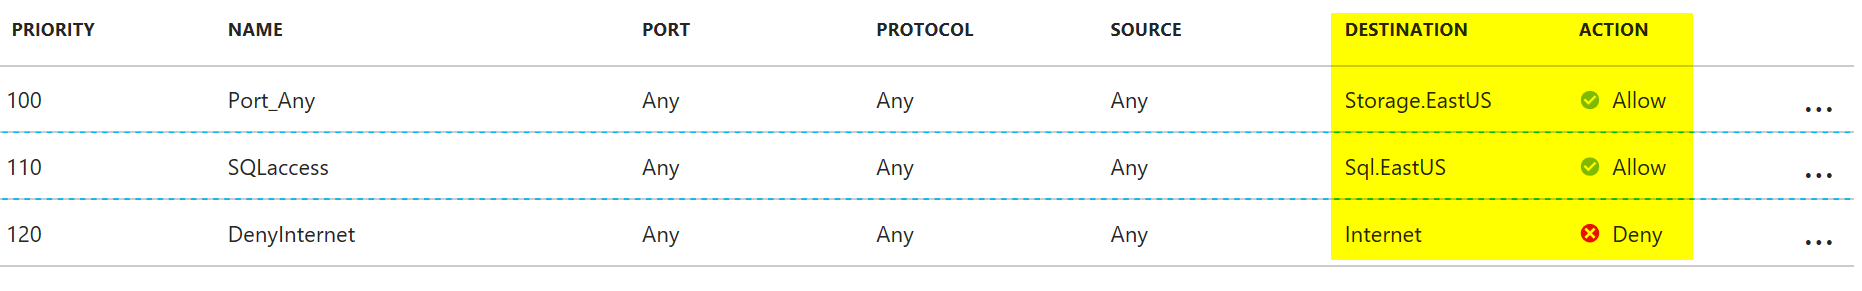 PRIORITY NAME PORT PROTOCOL SOURCE DESTINATION ACTION
100 Port_Any Any Any Any Storage.EastUS Allow ...
110 SQLaccess Any Any Any Sql.EastUS Allow ...
120 DenyInternet Any Any Any Internet Deny ...